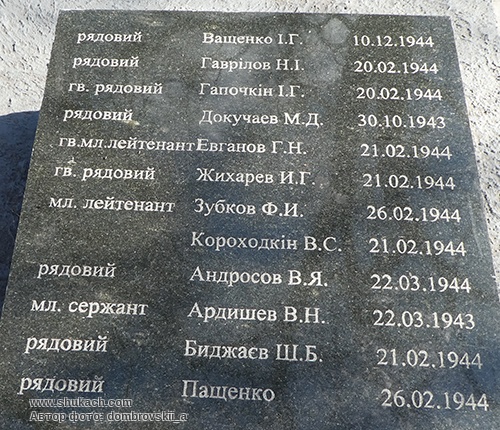 рядовий Ващенко І.Г. 10.12.1944
рядовий Гаврілов Н.І. 20.02.1944
гв. рядовий Гапочкін І.Г. 20.02.1944
рядовий Докучаев М.Д. 30.10.1943
гв.мл.лейтенант Евганов Г.Н. 21.02.1944
гв. рядовий Жихарев И.Г. 21.02.1944
мл. лейтенант Зубков Ф.И. 26.02.1944
Короходкін В.С. 21.02.1944
рядовий Андросов В.Я. 22.03.1944
мл. сержант Ардишев В.Н. 22.03.1943
рядовий Биджаєв Ш.Б. 21.02.1944
рядовий Пащенко 26.02.1944
www.shukach.com
Автор фото: dombrovskii_a